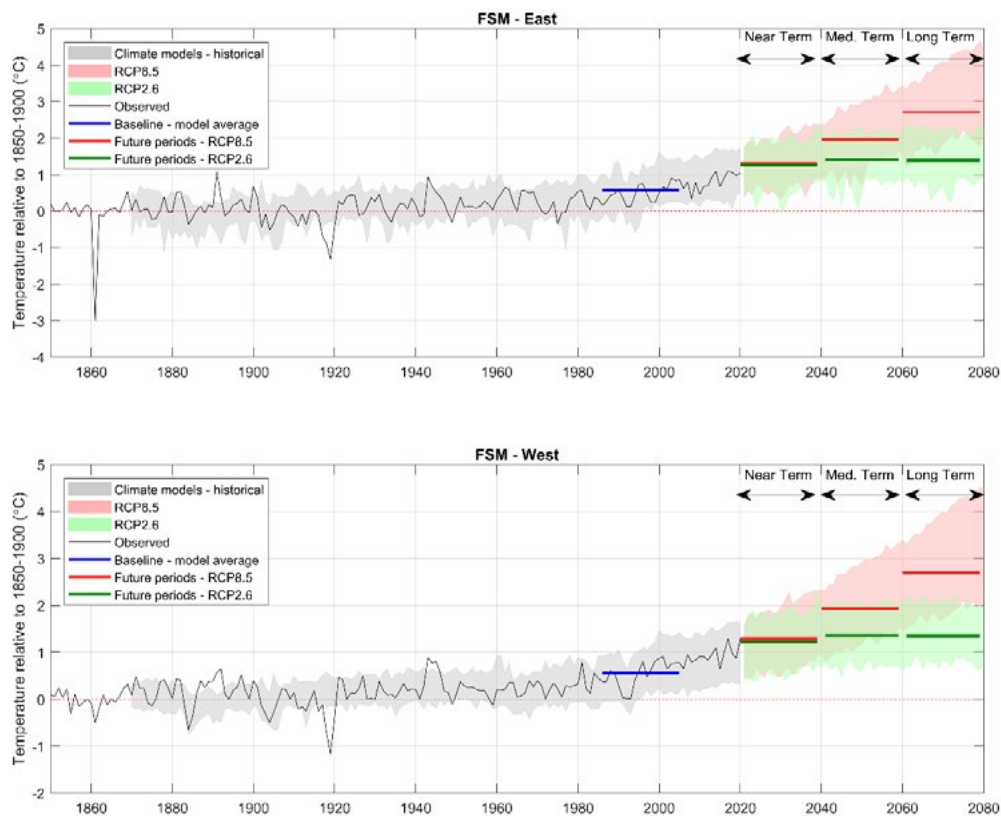 FSM - East
Temperature relative to 1850-1900 (°C)
5
4
3
2
1
0
-1
-2
-3
-4
Climate models - historical
RCP8.5
RCP2.6
Observed
Baseline - model average
Future periods - RCP8.5
Future periods - RCP2.6
Near Term Med. Term Long Term
1860 1880 1900 1920 1940 1960 1980 2000 2020 2040 2060 2080
FSM - West
Temperature relative to 1850-1900 (°C)
5
4
3
2
1
0
-1
-2
Climate models - historical
RCP8.5
RCP2.6
Observed
Baseline - model average
Future periods - RCP8.5
Future periods - RCP2.6
Near Term Med. Term Long Term
1860 1880 1900 1920 1940 1960 1980 2000 2020 2040 2060 2080